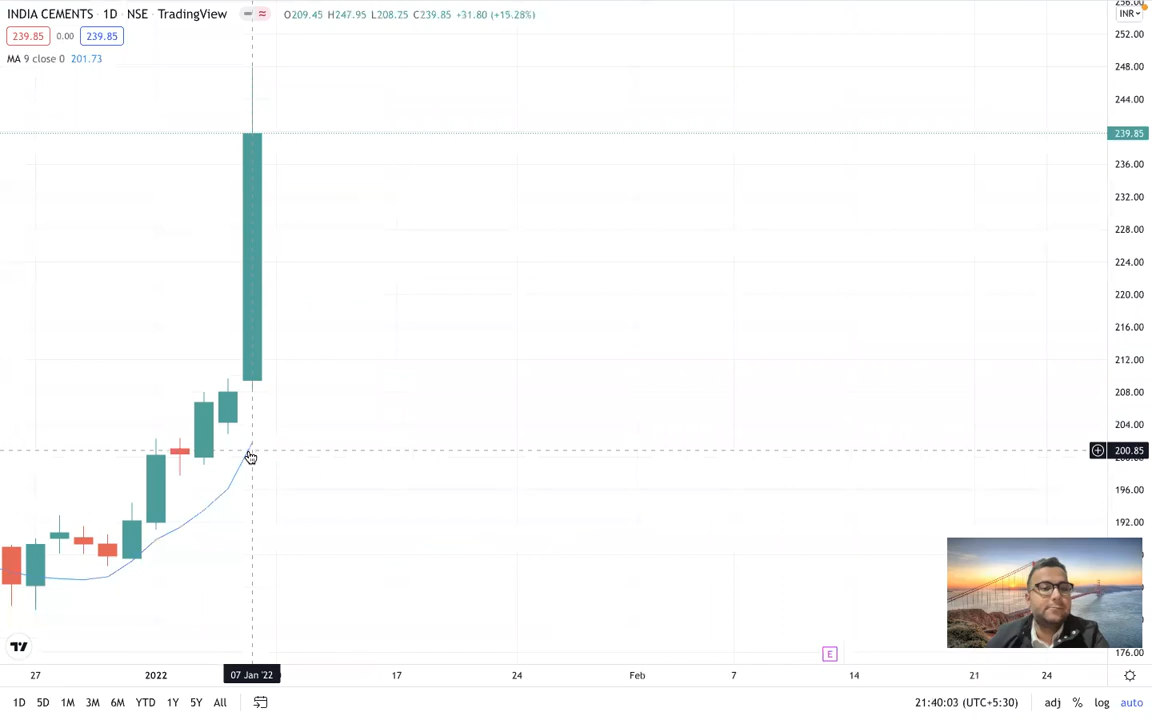 INDIA CEMENTS · 1D · NSE · TradingView O209.45 H247.95 L208.25 C239.85 +31.80 (+15.28%)
239.85 0.00 239.85
MA 9 close 0 201.73
256.00
INR
252.00
248.00
244.00
239.85
236.00
232.00
228.00
224.00
220.00
216.00
212.00
208.00
204.00
200.85
196.00
192.00
176.00
E
27 2022 07 Jan '22 17 24 Feb 7 14 21 24
1D 5D 1M 3M 6M YTD 1Y 5Y All 21:40:03 (UTC+5:30) adj % log auto